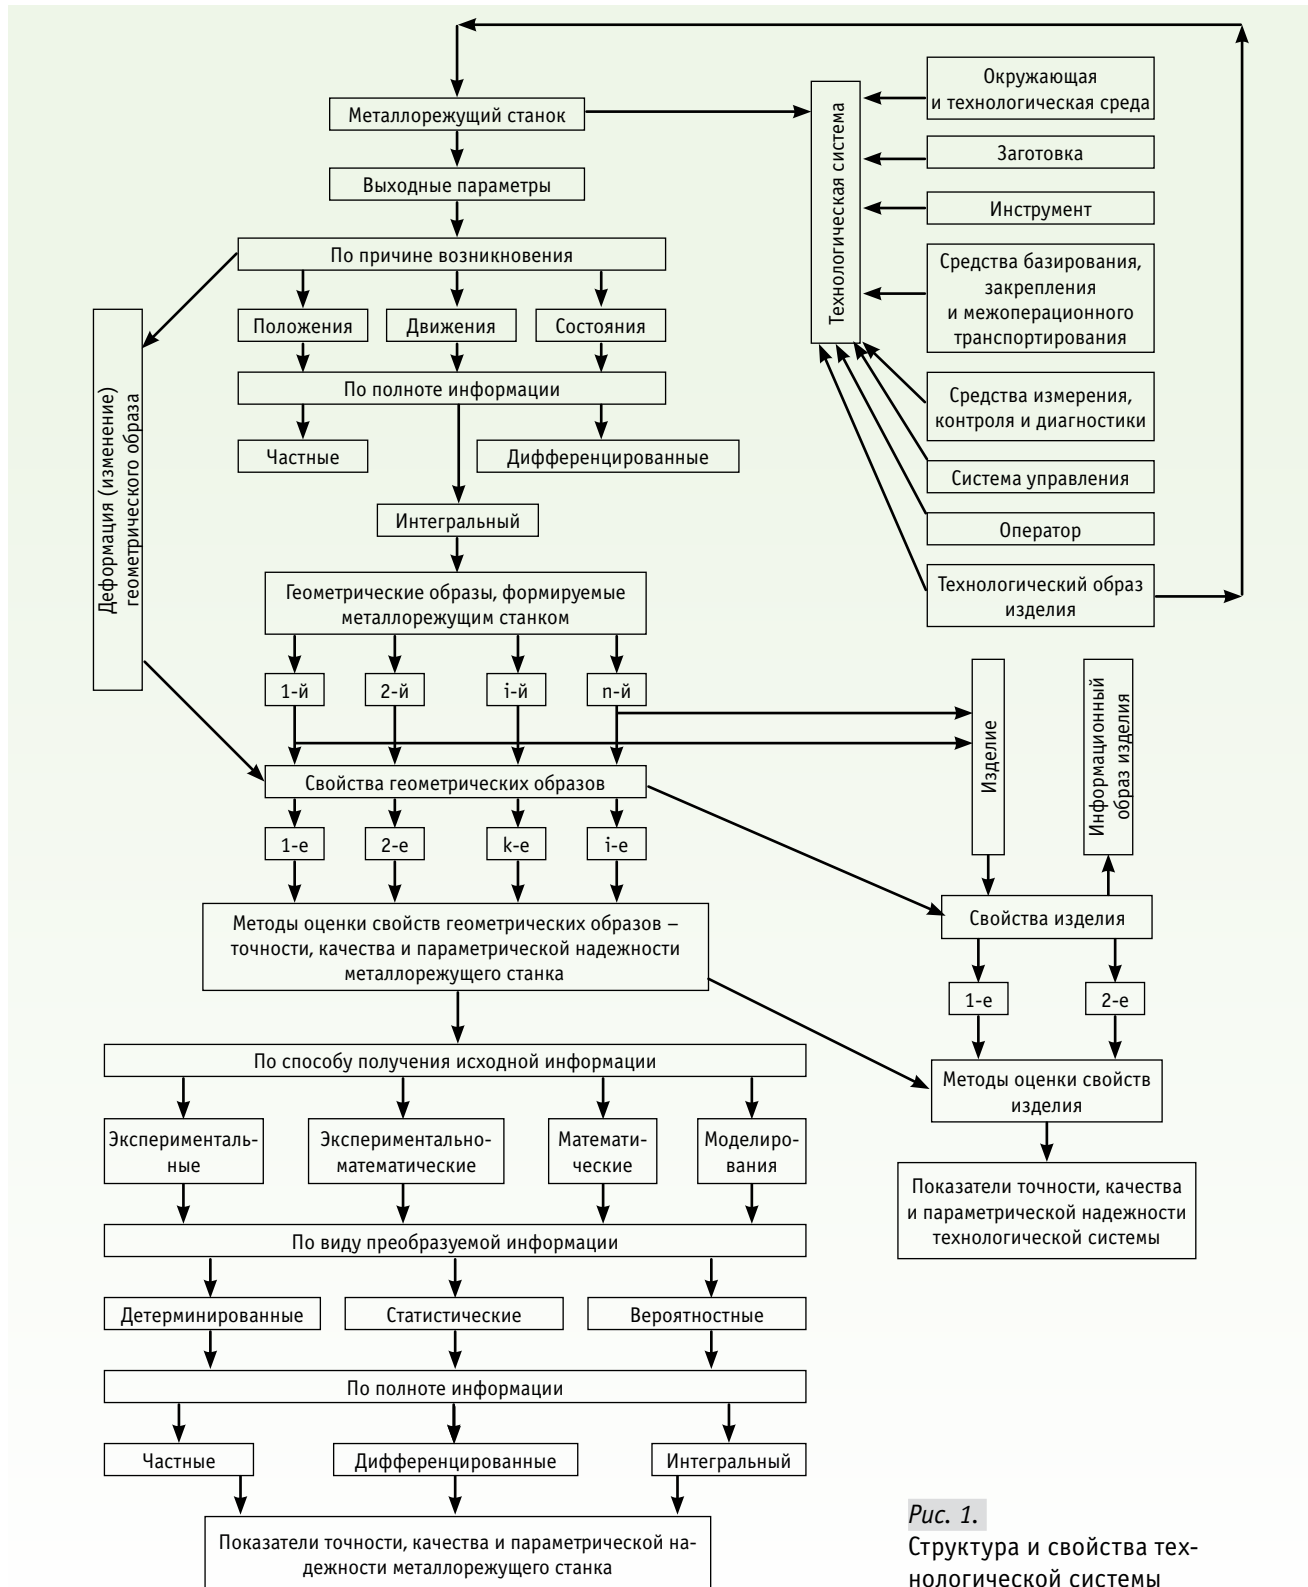 Металлорежущий станок
Выходные параметры
По причине возникновения
Положения
Движения
Состояния
По полноте информации
Частные
Дифференцированные
Интегральный
Деформация (изменение)
геометрического образа
Геометрические образы, формируемые
металлорежущим станком
1-й
2-й
i-й
n-й
Свойства геометрических образов
1-е
2-е
k-е
i-е
Методы оценки свойств геометрических образов –
точности, качества и параметрической надежности
металлорежущего станка
По способу получения исходной информации
Эксперименталь-
ные
Экспериментально-
математические
Математи-
ческие
Моделиро-
вания
По виду преобразуемой информации
Детерминированные
Статистические
Вероятностные
По полноте информации
Частные
Дифференцированные
Интегральный
Показатели точности, качества и параметрической на-
дежности металлорежущего станка
Технологическая система
Окружающая
и технологическая среда
Заготовка
Инструмент
Средства базирования,
закрепления
и межоперационного
транспортирования
Средства измерения,
контроля и диагностики
Система управления
Оператор
Технологический образ
изделия
Изделие
Информационный
образ изделия
Свойства изделия
1-е
2-е
Методы оценки свойств
изделия
Показатели точности, качества
и параметрической надежности
технологической системы
Рис. 1.
Структура и свойства тех-
нологической системы